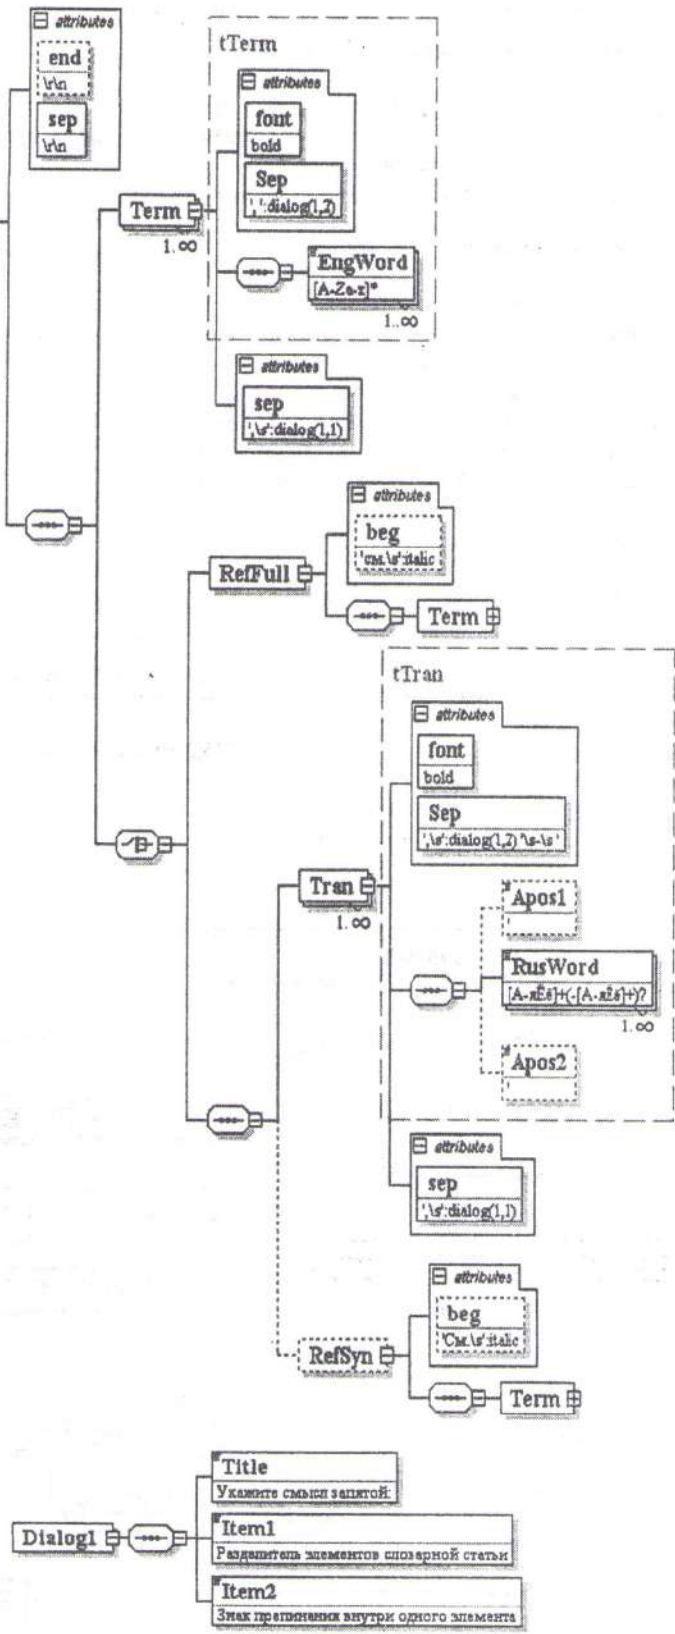 attributes
end
\r\n
sep
\r\n
tTerm
attributes
font
bold
Sep
',':dialog(1,2)
Term
1..∞
EngWord
[A-Za-z]*
1..∞
attributes
sep
',\s':dialog(1,1)
attributes
beg
'см.\s':italic
RefFull
Term
tTran
attributes
font
bold
Sep
',\s':dialog(1,2) '\s-\s'
Tran
1..∞
Apos1
'
RusWord
[А-яЁё]+(-[А-яЁё]+)?
1..∞
Apos2
'
attributes
sep
',\s':dialog(1,1)
attributes
beg
'См.\s':italic
RefSyn
Term
Title
Укажите смысл запятой:
Dialog1
Item1
Разделитель элементов словарной статьи
Item2
Знак препинания внутри одного элемента